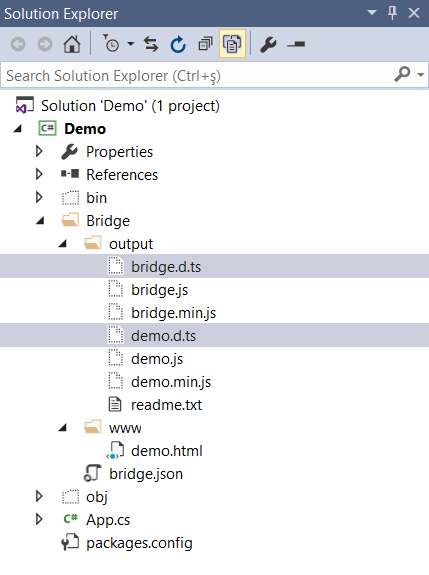 Solution Explorer
Search Solution Explorer (Ctrl+ş)
Solution 'Demo' (1 project)
C# Demo
Properties
References
bin
Bridge
output
bridge.d.ts
bridge.js
bridge.min.js
demo.d.ts
demo.js
demo.min.js
readme.txt
www
demo.html
bridge.json
obj
C# App.cs
packages.config